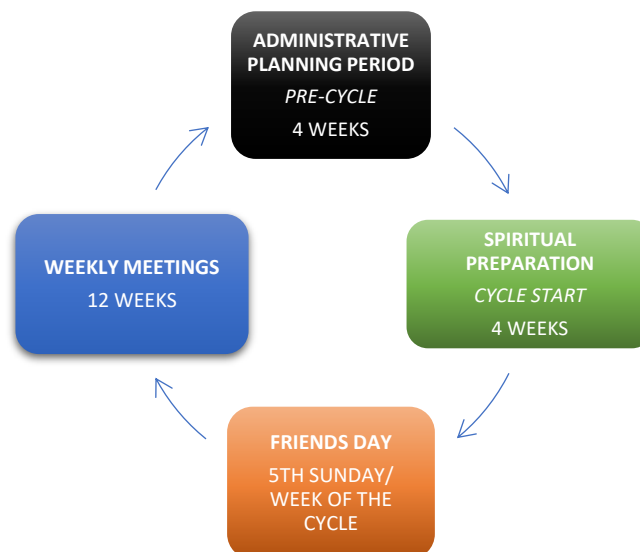 ADMINISTRATIVE
PLANNING PERIOD
PRE-CYCLE
4 WEEKS
SPIRITUAL
PREPARATION
CYCLE START
4 WEEKS
FRIENDS DAY
5TH SUNDAY/
WEEK OF THE
CYCLE
WEEKLY MEETINGS
12 WEEKS